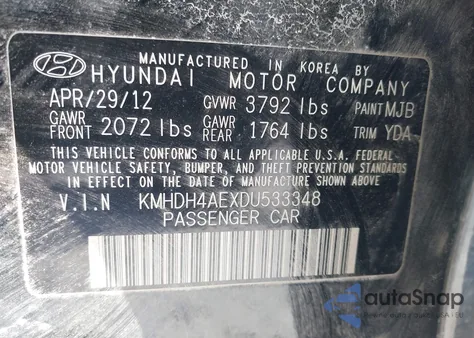 MANUFACTURED IN KOREA BY
HYUNDAI MOTOR COMPANY
APR/29/12 GVWR 3792 lbs PAINT MJB
GAWR FRONT 2072 lbs GAWR REAR 1764 lbs TRIM YDA
THIS VEHICLE CONFORMS TO ALL APPLICABLE U.S.A. FEDERAL
MOTOR VEHICLE SAFETY, BUMPER, AND THEFT PREVENTION STANDARDS
IN EFFECT ON THE DATE OF MANUFACTURE SHOWN ABOVE.
V.I.N KMHDH4AEXDU533348
PASSENGER CAR
autoSnap